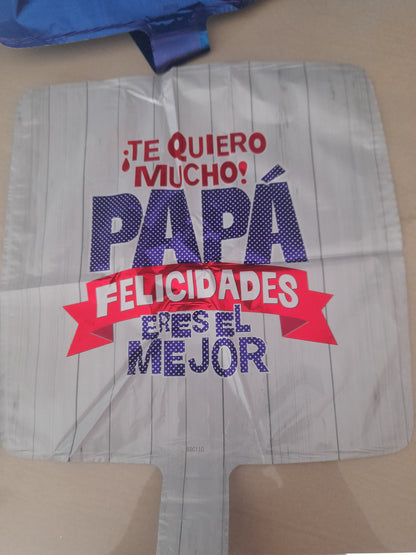 ¡TE QUIERO
MUCHO!
PAPÁ
FELICIDADES
ERES EL
MEJOR